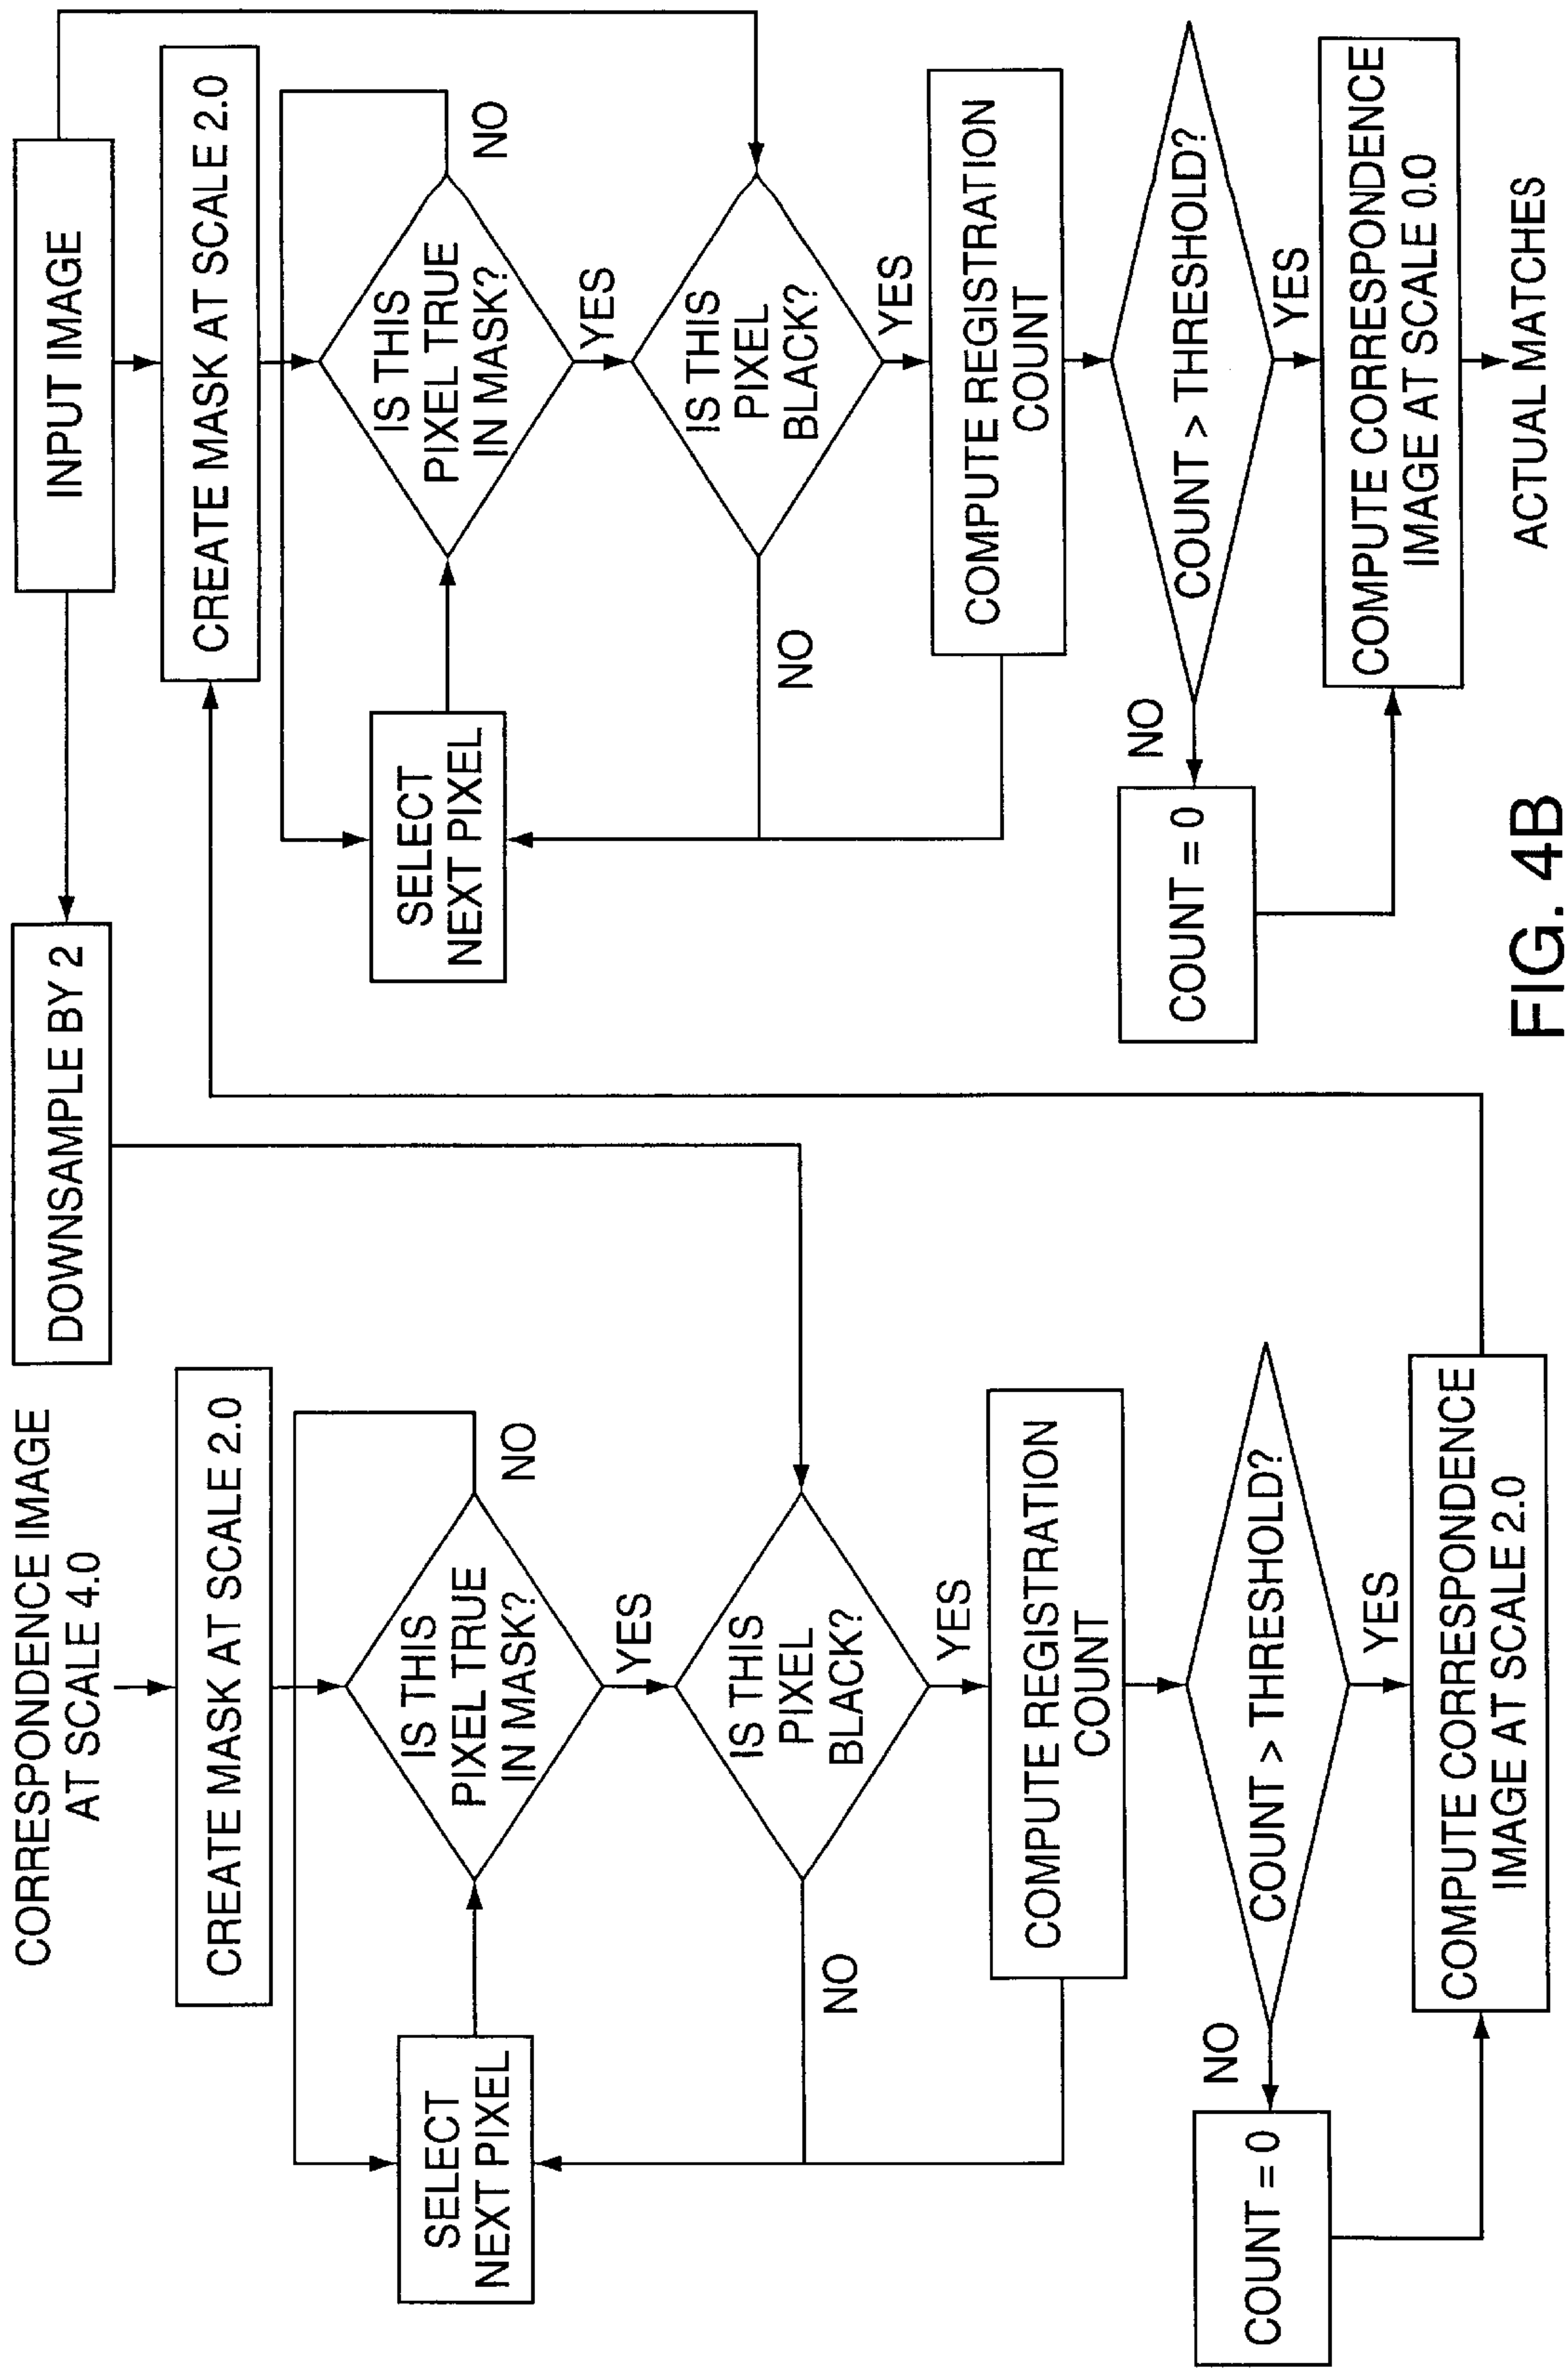 CORRESPONDENCE IMAGE
AT SCALE 4.0
CREATE MASK AT SCALE 2.0
IS THIS
PIXEL TRUE
IN MASK?
NO
YES
SELECT
NEXT PIXEL
IS THIS
PIXEL
BLACK?
NO
YES
COMPUTE REGISTRATION
COUNT
COUNT > THRESHOLD?
NO
YES
COUNT = 0
COMPUTE CORRESPONDENCE
IMAGE AT SCALE 2.0
DOWNSAMPLE BY 2
INPUT IMAGE
CREATE MASK AT SCALE 2.0
IS THIS
PIXEL TRUE
IN MASK?
NO
YES
SELECT
NEXT PIXEL
IS THIS
PIXEL
BLACK?
NO
YES
COMPUTE REGISTRATION
COUNT
COUNT > THRESHOLD?
NO
YES
COUNT = 0
COMPUTE CORRESPONDENCE
IMAGE AT SCALE 0.0
ACTUAL MATCHES
FIG. 4B